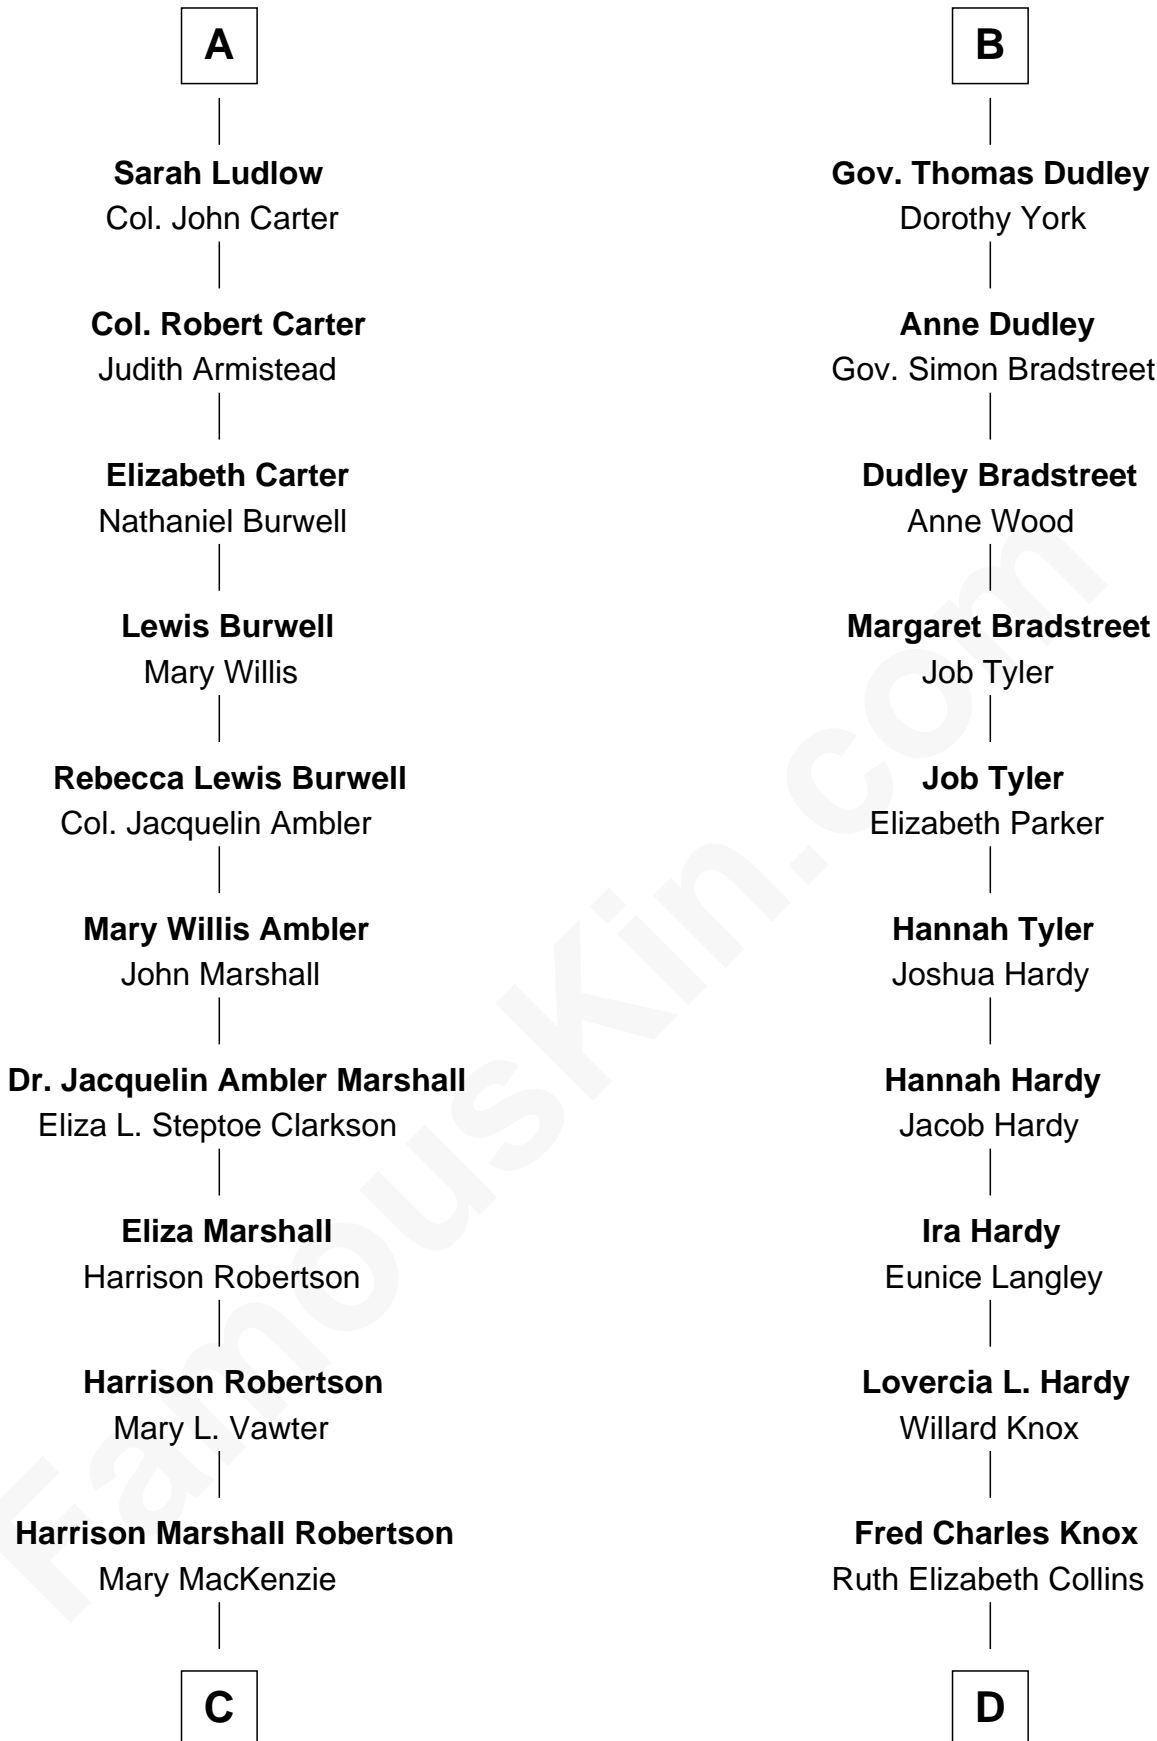 A
Sarah Ludlow
Col. John Carter
Col. Robert Carter
Judith Armistead
Elizabeth Carter
Nathaniel Burwell
Lewis Burwell
Mary Willis
Rebecca Lewis Burwell
Col. Jacquelin Ambler
Mary Willis Ambler
John Marshall
Dr. Jacquelin Ambler Marshall
Eliza L. Steptoe Clarkson
Eliza Marshall
Harrison Robertson
Harrison Robertson
Mary L. Vawter
Harrison Marshall Robertson
Mary MacKenzie
C
B
Gov. Thomas Dudley
Dorothy York
Anne Dudley
Gov. Simon Bradstreet
Dudley Bradstreet
Anne Wood
Margaret Bradstreet
Job Tyler
Job Tyler
Elizabeth Parker
Hannah Tyler
Joshua Hardy
Hannah Hardy
Jacob Hardy
Ira Hardy
Eunice Langley
Lovercia L. Hardy
Willard Knox
Fred Charles Knox
Ruth Elizabeth Collins
D
FamousKin.com